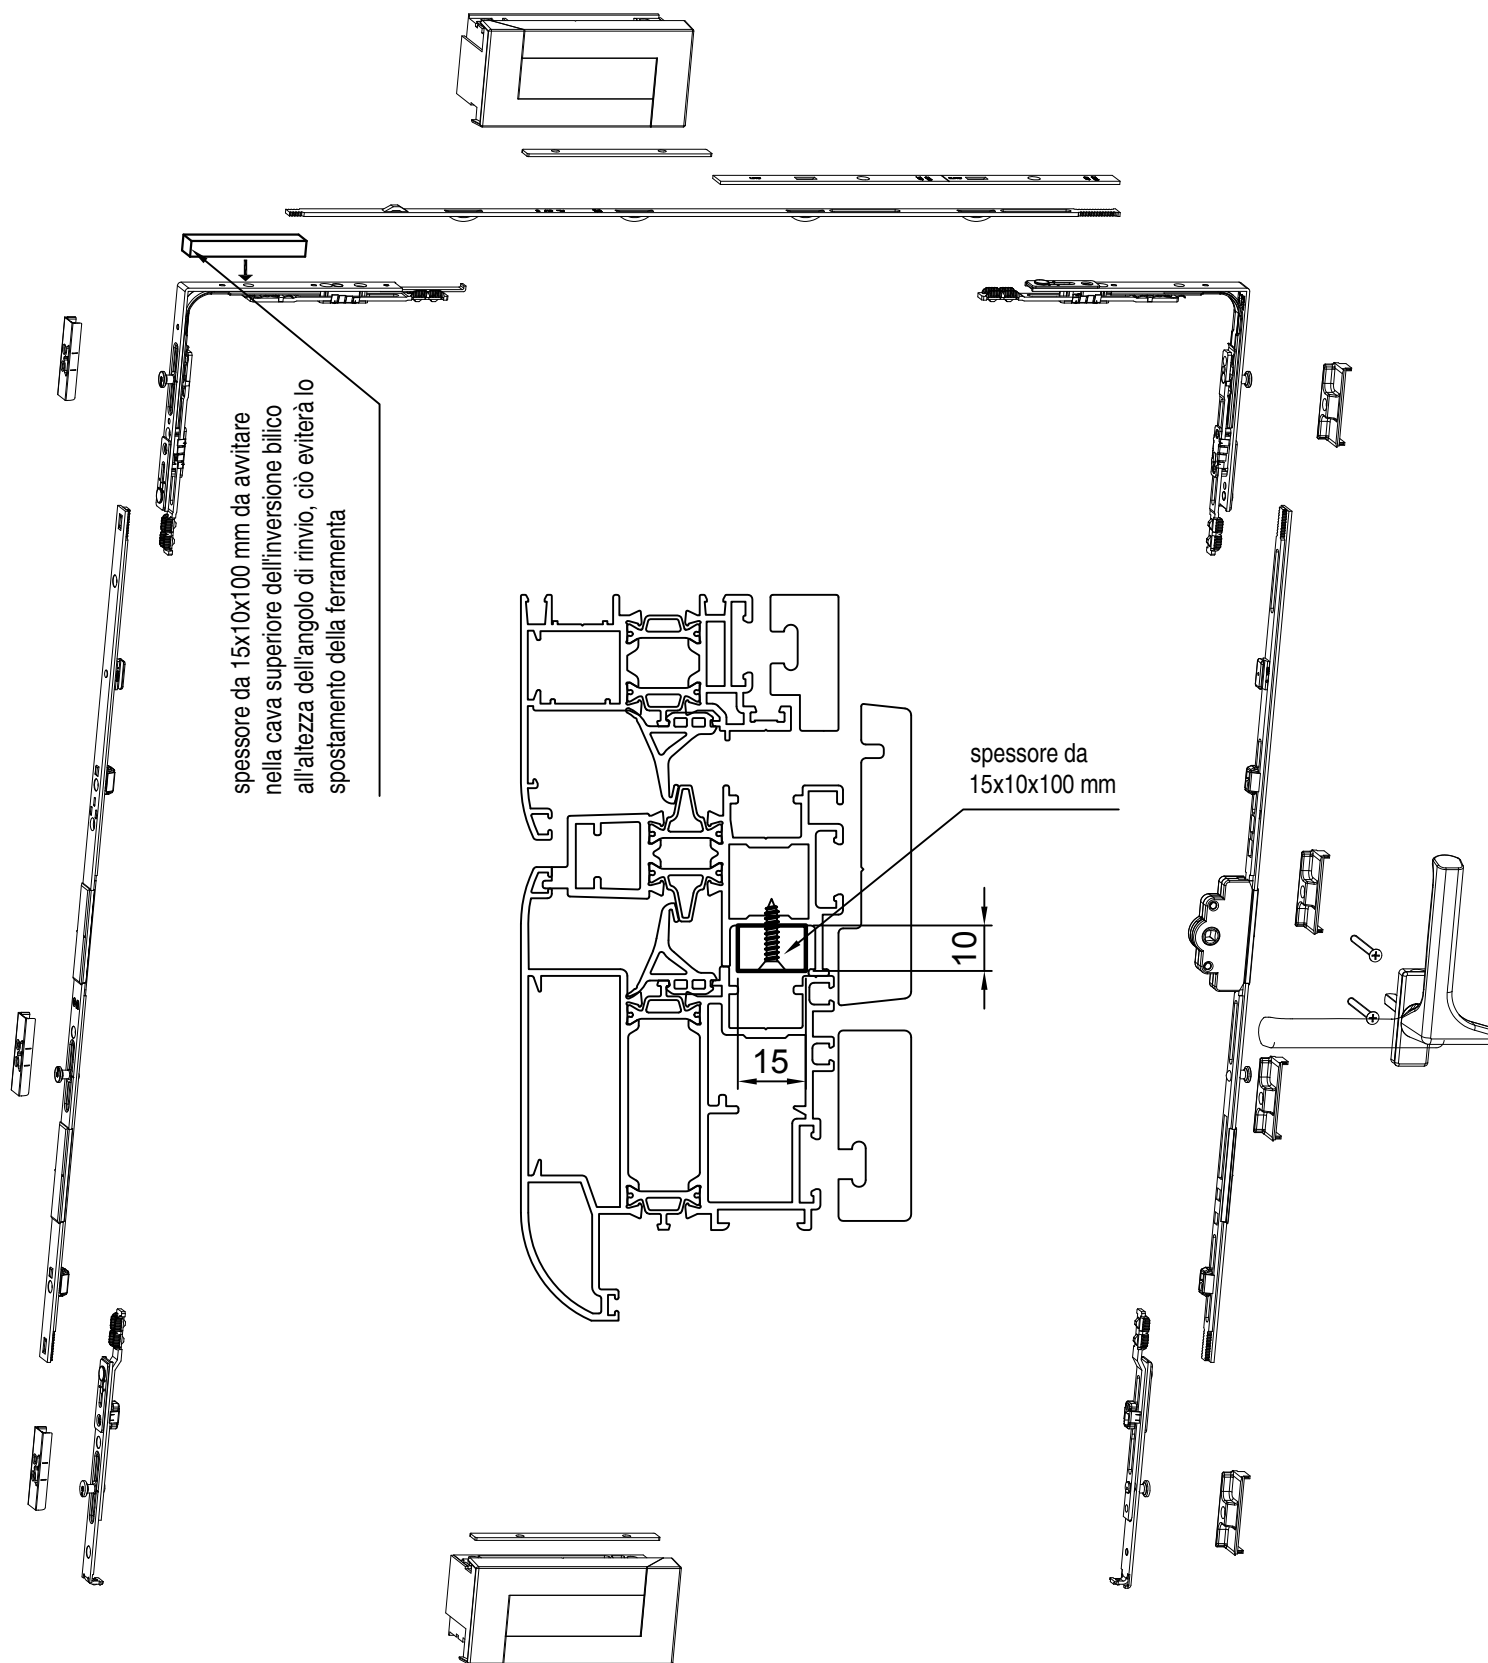 spessore da 15x10x100 mm da avvitare
nella cava superiore dell'inversione bilico
all'altezza dell'angolo di rinvio, ciò eviterà lo
spostamento della ferramenta
spessore da
15x10x100 mm
10
15